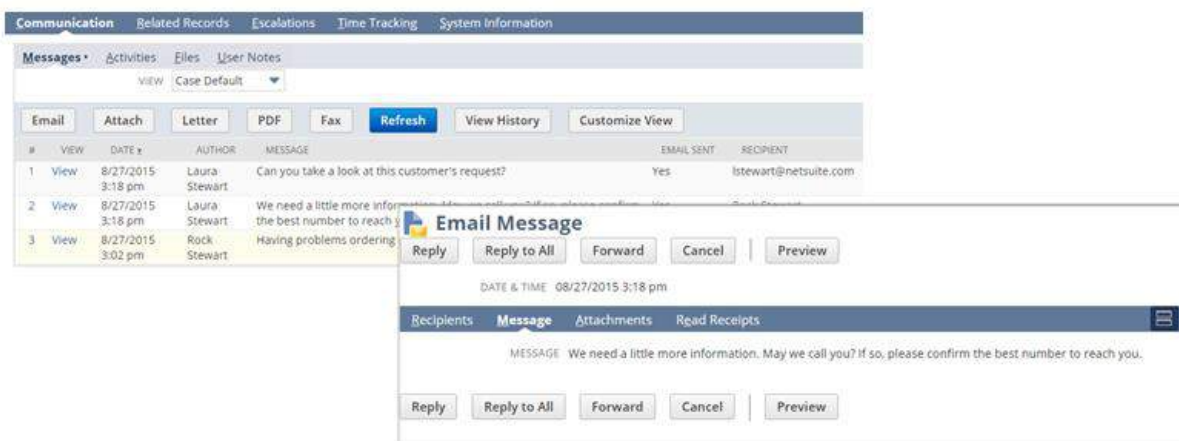 Communication Related Records Escalations Time Tracking System Information
Messages • Activities Files User Notes
VIEW Case Default
Email Attach Letter PDF Fax Refresh View History Customize View
# VIEW DATE AUTHOR MESSAGE EMAIL SENT RECIPIENT
1 View 8/27/2015 Laura Can you take a look at this customer's request? Yes lstewart@netsuite.com
3:18 pm Stewart
2 View 8/27/2015 Laura We need a little more
3:18 pm Stewart the best number to reach
3 View 8/27/2015 Rock Having problems ordering
3:02 pm Stewart
Email Message
Reply Reply to All Forward Cancel Preview
DATE & TIME 08/27/2015 3:18 pm
Recipients Message Attachments Read Receipts
MESSAGE We need a little more information. May we call you? If so, please confirm the best number to reach you.
Reply Reply to All Forward Cancel Preview